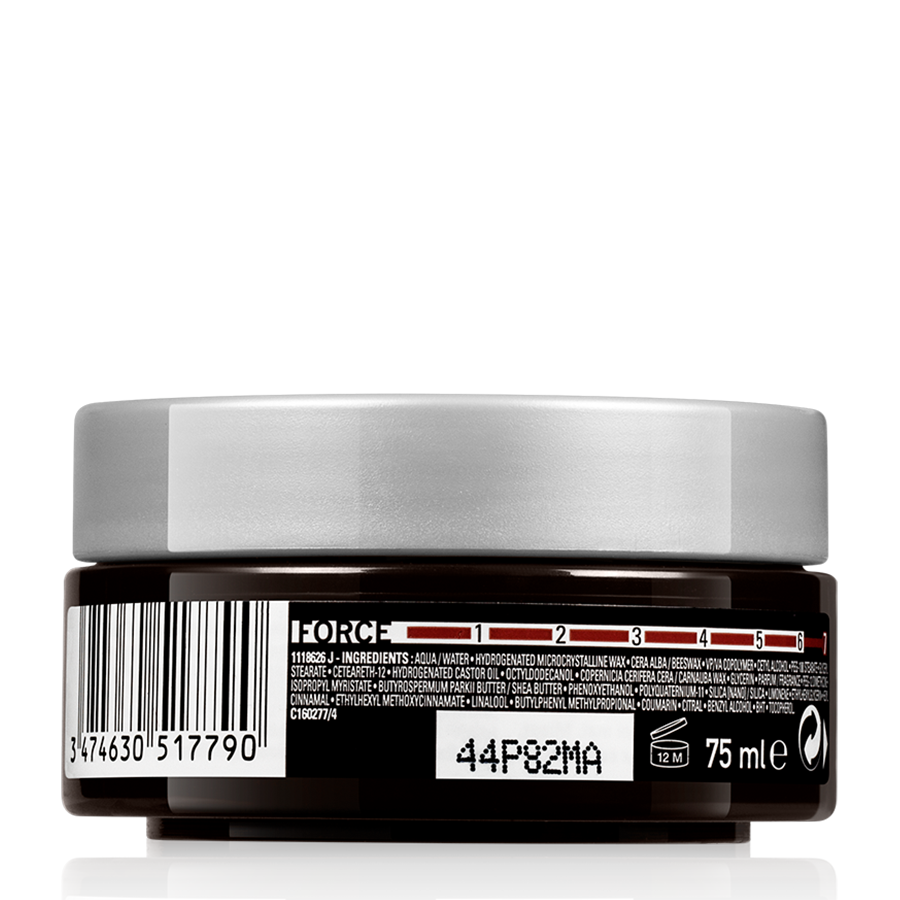 FORCE 1 2 3 4 5 6 7
1118626 J - INGREDIENTS : AQUA / WATER • HYDROGENATED MICROCRYSTALLINE WAX • CERA ALBA / BEESWAX • VP/VA COPOLYMER • CETYL ALCOHOL •
STEARATE • CETEARETH-12 • HYDROGENATED CASTOR OIL • OCTYLDODECANOL • COPERNICIA CERIFERA CERA / CARNAUBA WAX • GLYCERIN • PARFUM / FRAGRANCE •
ISOPROPYL MYRISTATE • BUTYROSPERMUM PARKII BUTTER / SHEA BUTTER • PHENOXYETHANOL • POLYQUATERNIUM-11 • SILICA [NANO] / SILICA • LIMONENE •
CINNAMAL • ETHYLHEXYL METHOXYCINNAMATE • LINALOOL • BUTYLPHENYL METHYLPROPIONAL • COUMARIN • CITRAL • BENZYL ALCOHOL • BHT • TOCOPHEROL
C160277/4
3 474630 517790
44P82MA
12 M
75 ml e